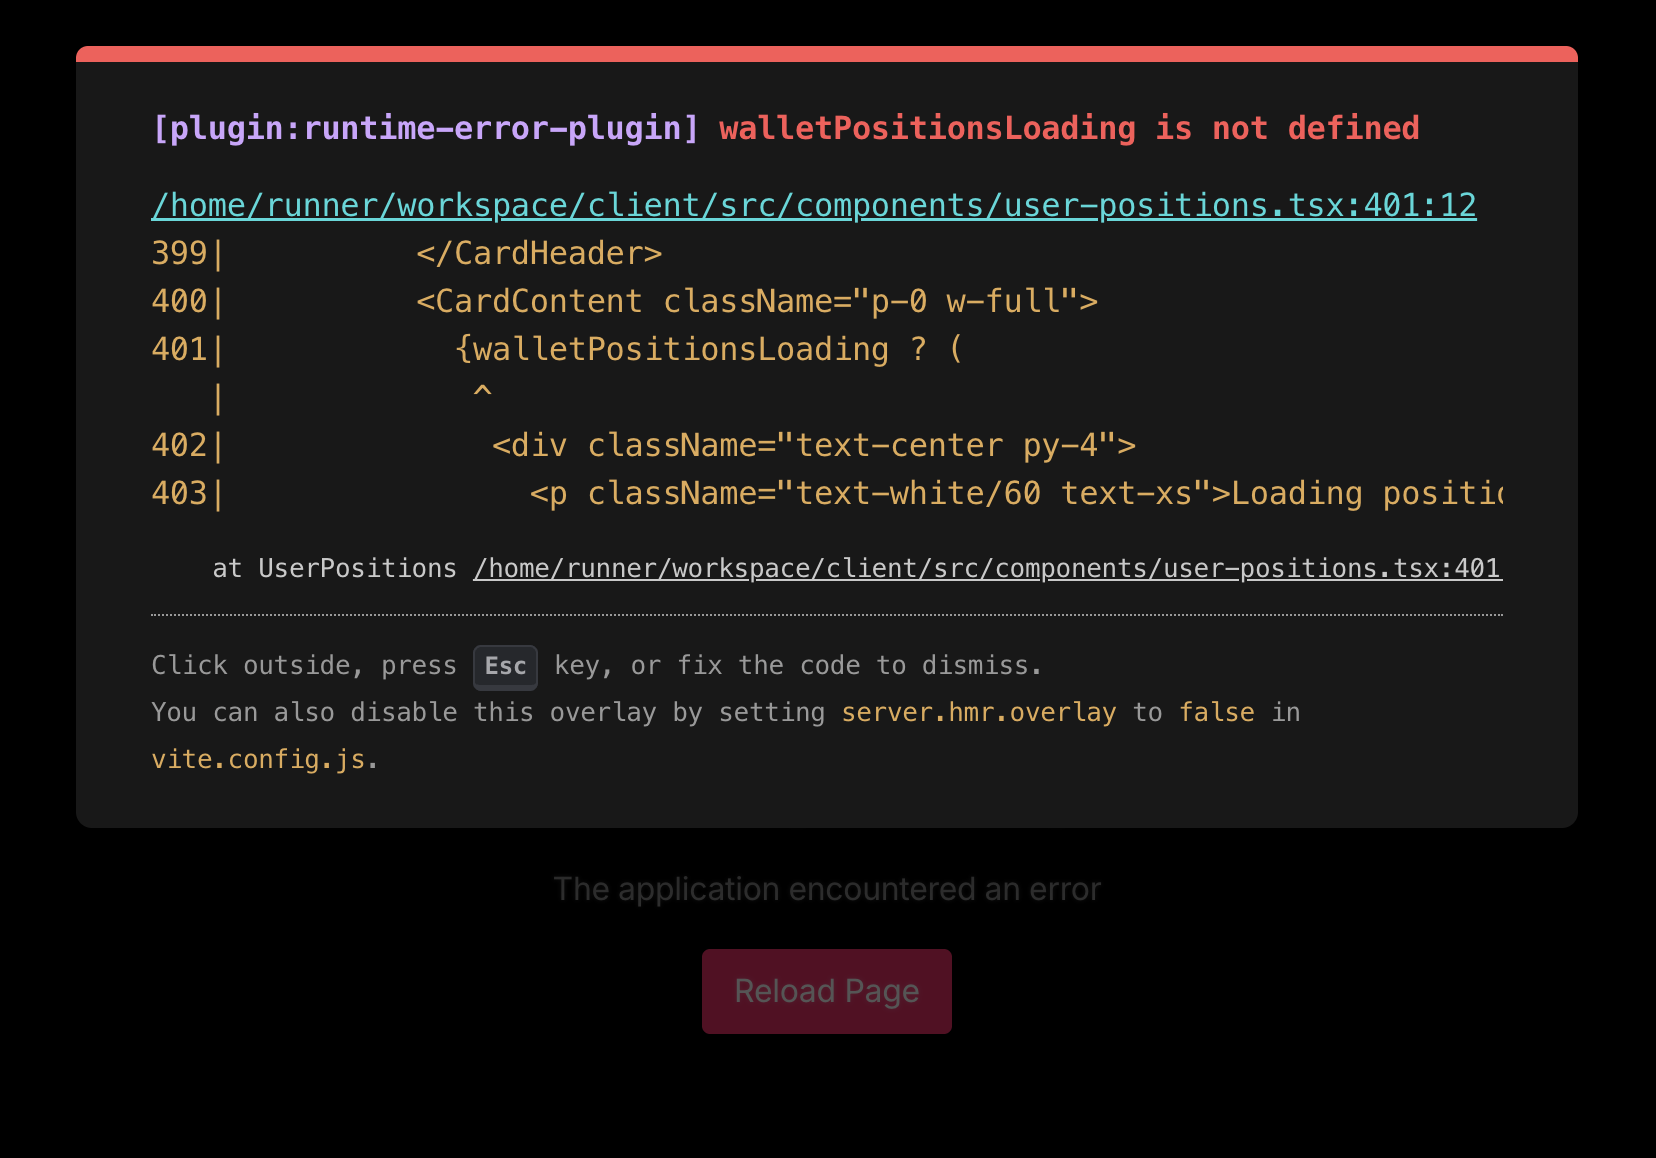 [plugin:runtime-error-plugin] walletPositionsLoading is not defined
/home/runner/workspace/client/src/components/user-positions.tsx:401:12
399|          </CardHeader>
400|          <CardContent className="p-0 w-full">
401|            {walletPositionsLoading ? (
   |             ^
402|              <div className="text-center py-4">
403|                <p className="text-white/60 text-xs">Loading
    at UserPositions /home/runner/workspace/client/src/components/user-positions.tsx:401
Click outside, press Esc key, or fix the code to dismiss.
You can also disable this overlay by setting server.hmr.overlay to false in
vite.config.js.
The application encountered an error
Reload Page